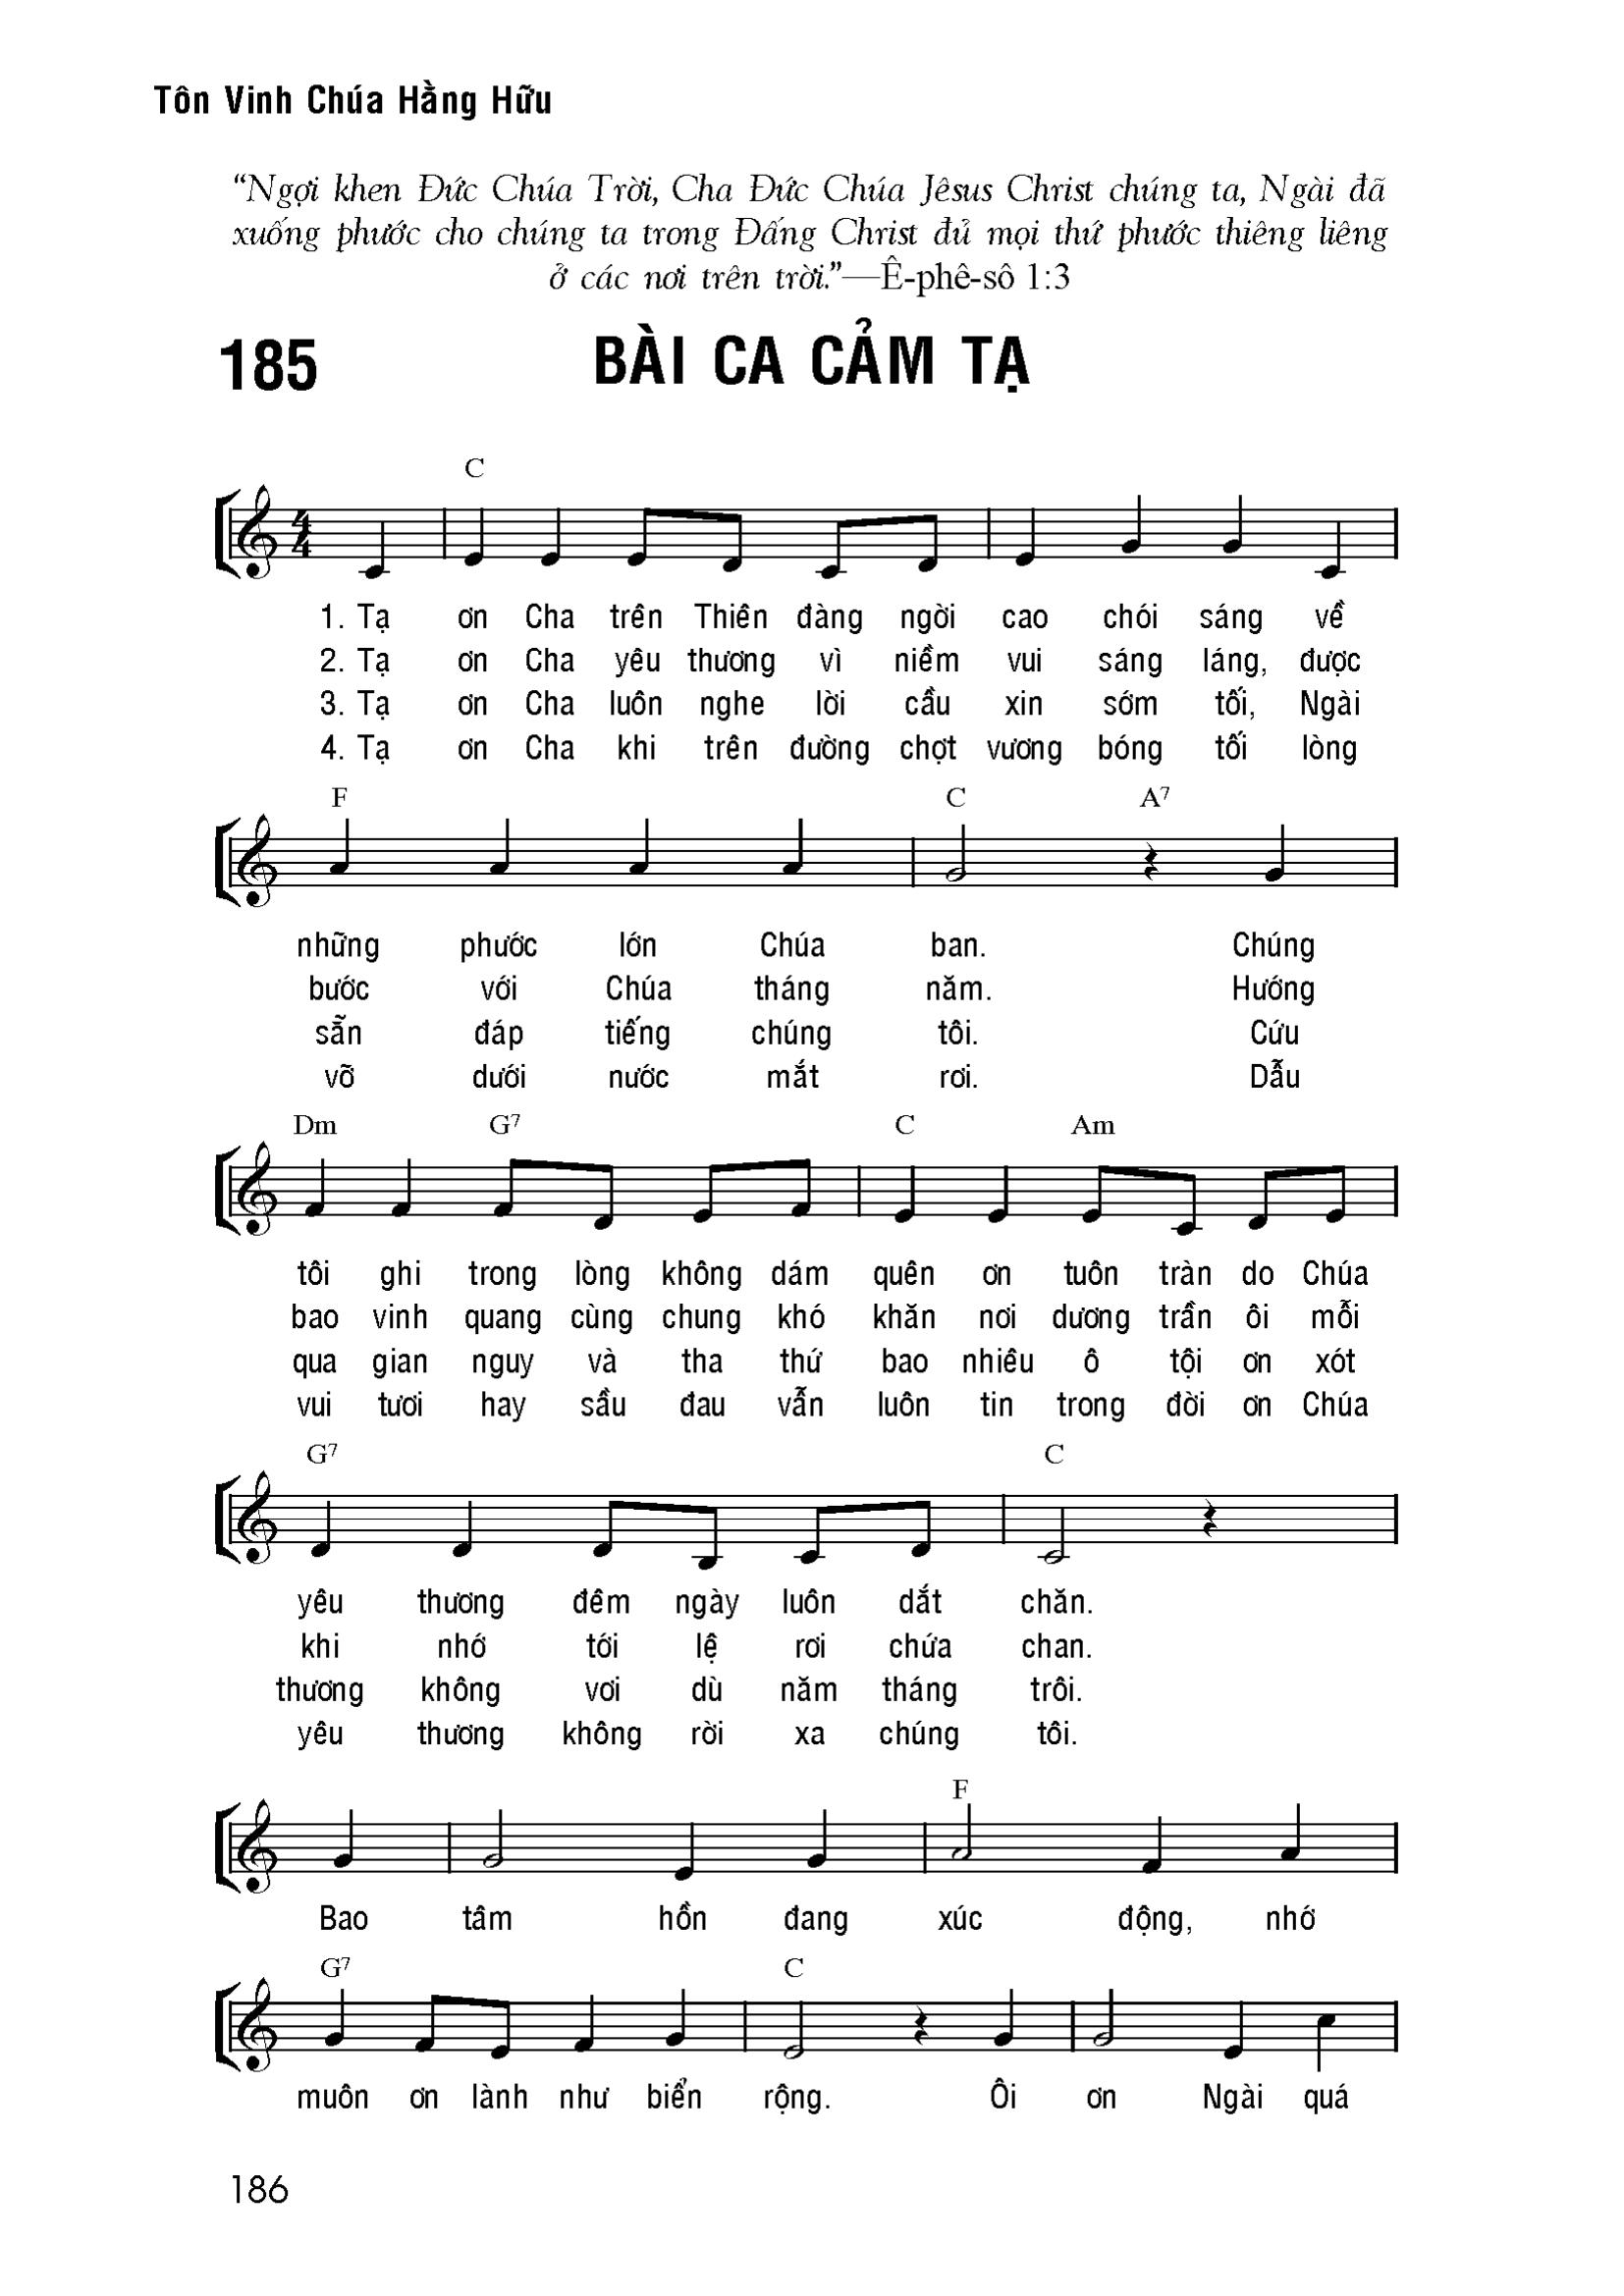 Tôn Vinh Chúa Hằng Hữu
“Ngợi khen Đức Chúa Trời, Cha Đức Chúa Jêsus Christ chúng ta, Ngài đã
xuống phước cho chúng ta trong Đấng Christ đủ mọi thứ phước thiêng liêng
ở các nơi trên trời.”—Ê-phê-sô 1:3
185 BÀI CA CẢM TẠ
C
4
4
1. Tạ ơn Cha trên Thiên đàng ngời cao chói sáng về
2. Tạ ơn Cha yêu thương vì niềm vui sáng láng, được
3. Tạ ơn Cha luôn nghe lời cầu xin sớm tối, Ngài
4. Tạ ơn Cha khi trên đường chợt vương bóng tối lòng
F C A7
những phước lớn Chúa ban. Chúng
bước với Chúa tháng năm. Hướng
sẵn đáp tiếng chúng tôi. Cứu
vỡ dưới nước mắt rơi. Dẫu
Dm G7 C Am
tôi ghi trong lòng không dám quên ơn tuôn tràn do Chúa
bao vinh quang cùng chung khó khăn nơi dương trần ôi mỗi
qua gian nguy và tha thứ bao nhiêu ô tội ơn xót
vui tươi hay sầu đau vẫn luôn tin trong đời ơn Chúa
G7 C
yêu thương đêm ngày luôn dắt chăn.
khi nhớ tới lệ rơi chứa chan.
thương không vơi dù năm tháng trôi.
yêu thương không rời xa chúng tôi.
F
Bao tâm hồn đang xúc động, nhớ
G7 C
muôn ơn lành như biển rộng. Ôi ơn Ngài quá
186